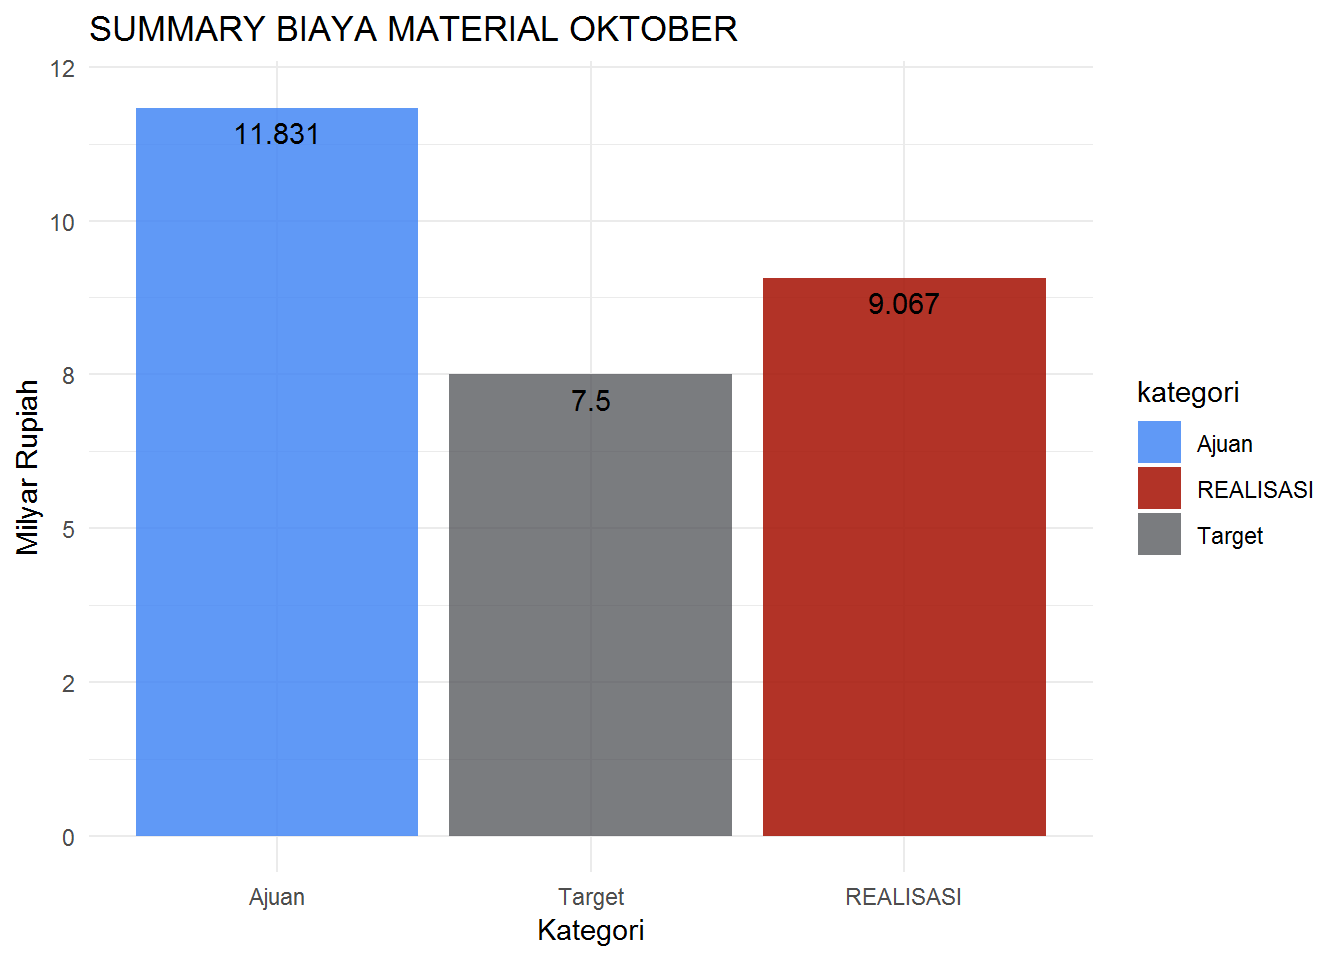 SUMMARY BIAYA MATERIAL OKTOBER
12
10
8
5
2
0
Milyar Rupiah
11.831
7.5
9.067
Ajuan
Target
REALISASI
Kategori
kategori
Ajuan
REALISASI
Target